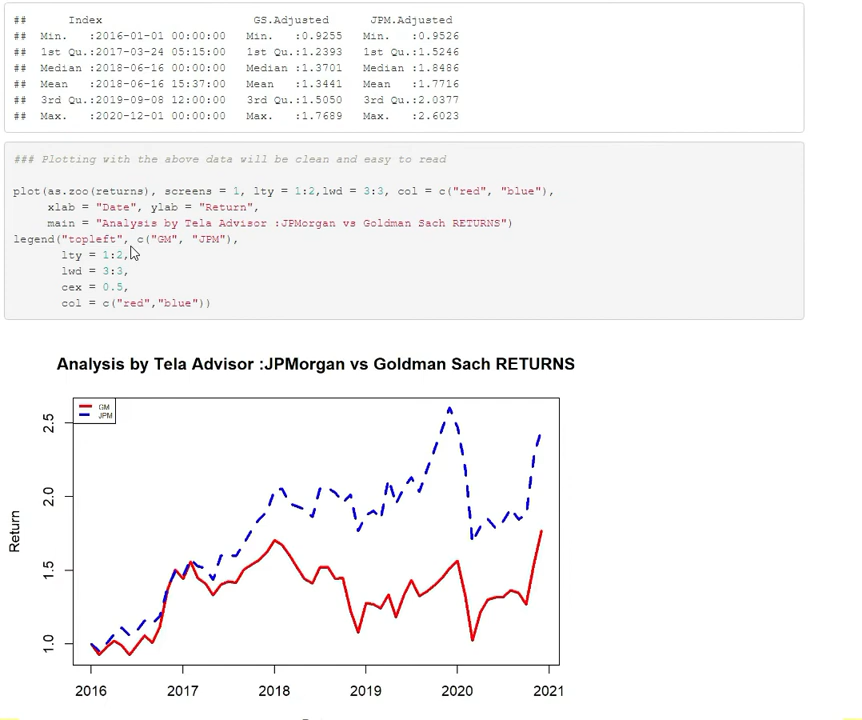 ##       Index                       GS.Adjusted      JPM.Adjusted
##  Min.   :2016-01-01 00:00:00   Min.   :0.9255   Min.   :0.9526
##  1st Qu.:2017-03-24 05:15:00   1st Qu.:1.2393   1st Qu.:1.5246
##  Median :2018-06-16 00:00:00   Median :1.3701   Median :1.8486
##  Mean   :2018-06-16 15:37:00   Mean   :1.3441   Mean   :1.7716
##  3rd Qu.:2019-09-08 12:00:00   3rd Qu.:1.5050   3rd Qu.:2.0377
##  Max.   :2020-12-01 00:00:00   Max.   :1.7689   Max.   :2.6023
### Plotting with the above data will be clean and easy to read
plot(as.zoo(returns), screens = 1, lty = 1:2,lwd = 3:3, col = c("red", "blue"),
xlab = "Date", ylab = "Return",
main = "Analysis by Tela Advisor :JPMorgan vs Goldman Sach RETURNS")
legend("topleft", c("GM", "JPM"),
lty = 1:2,
lwd = 3:3,
cex = 0.5,
col = c("red","blue"))
Analysis by Tela Advisor :JPMorgan vs Goldman Sach RETURNS
GM
JPM
2.5
2.0
1.5
1.0
Return
2016 2017 2018 2019 2020 2021